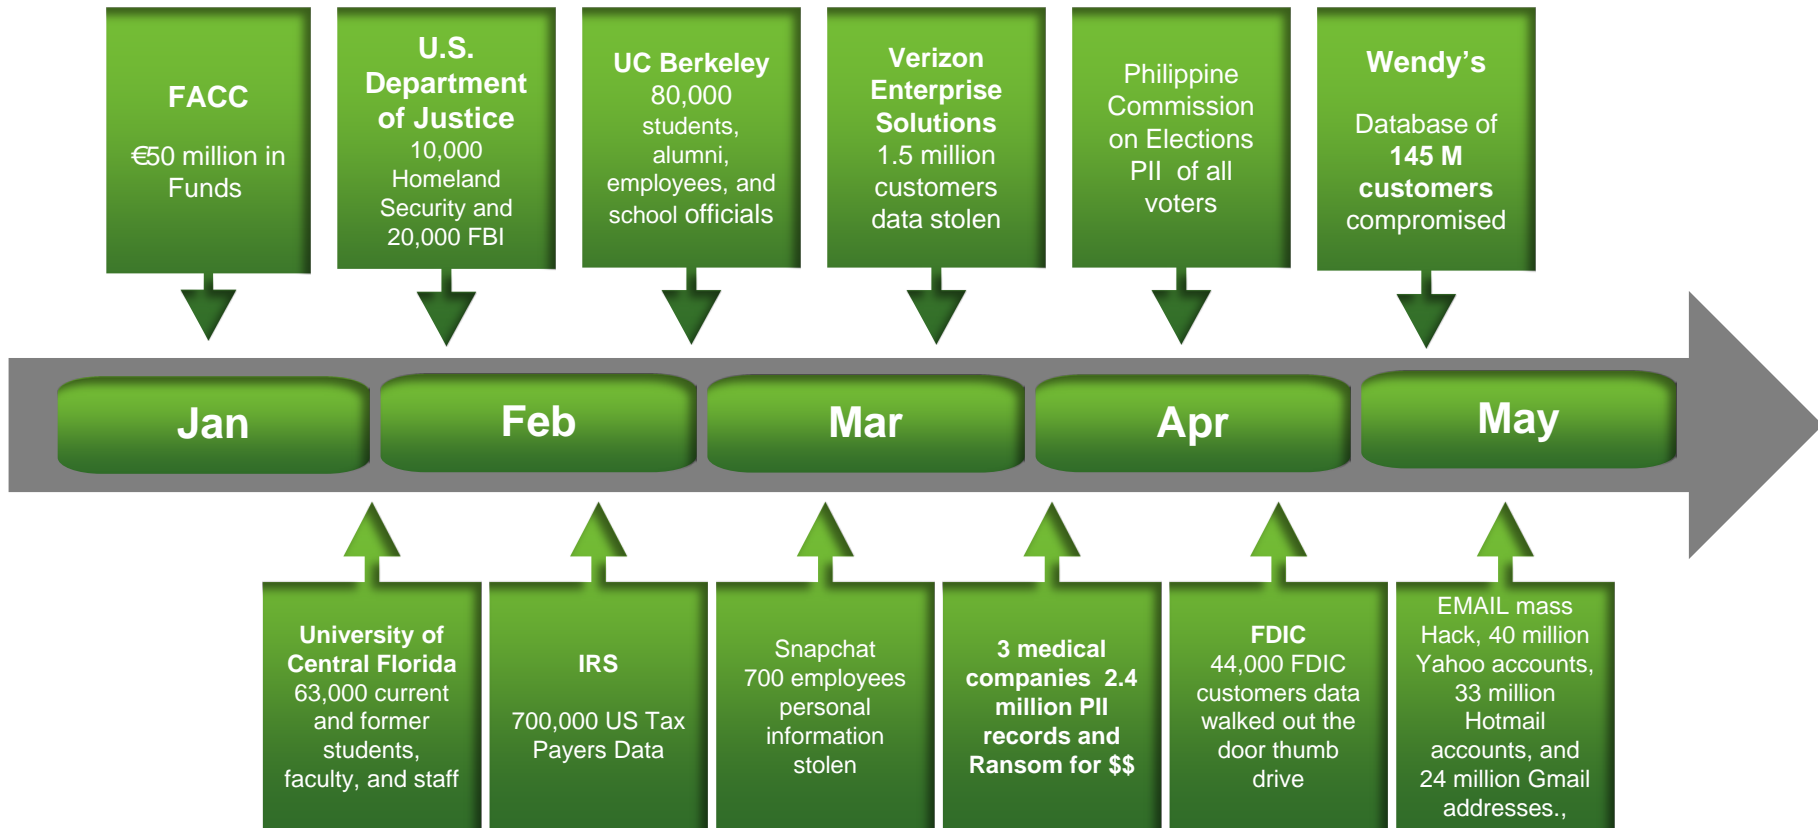 FACC
€50 million in
Funds
U.S.
Department
of Justice
10,000
Homeland
Security and
20,000 FBI
UC Berkeley
80,000
students,
alumni,
employees, and
school officials
Verizon
Enterprise
Solutions
1.5 million
customers
data stolen
Philippine
Commission
on Elections
PII of all
voters
Wendy’s
Database of
145 M
customers
compromised
Jan
Feb
Mar
Apr
May
University of
Central Florida
63,000 current
and former
students,
faculty, and staff
IRS
700,000 US Tax
Payers Data
Snapchat
700 employees
personal
information
stolen
3 medical
companies 2.4
million PII
records and
Ransom for $$
FDIC
44,000 FDIC
customers data
walked out the
door thumb
drive
EMAIL mass
Hack, 40 million
Yahoo accounts,
33 million
Hotmail
accounts, and
24 million Gmail
addresses.,